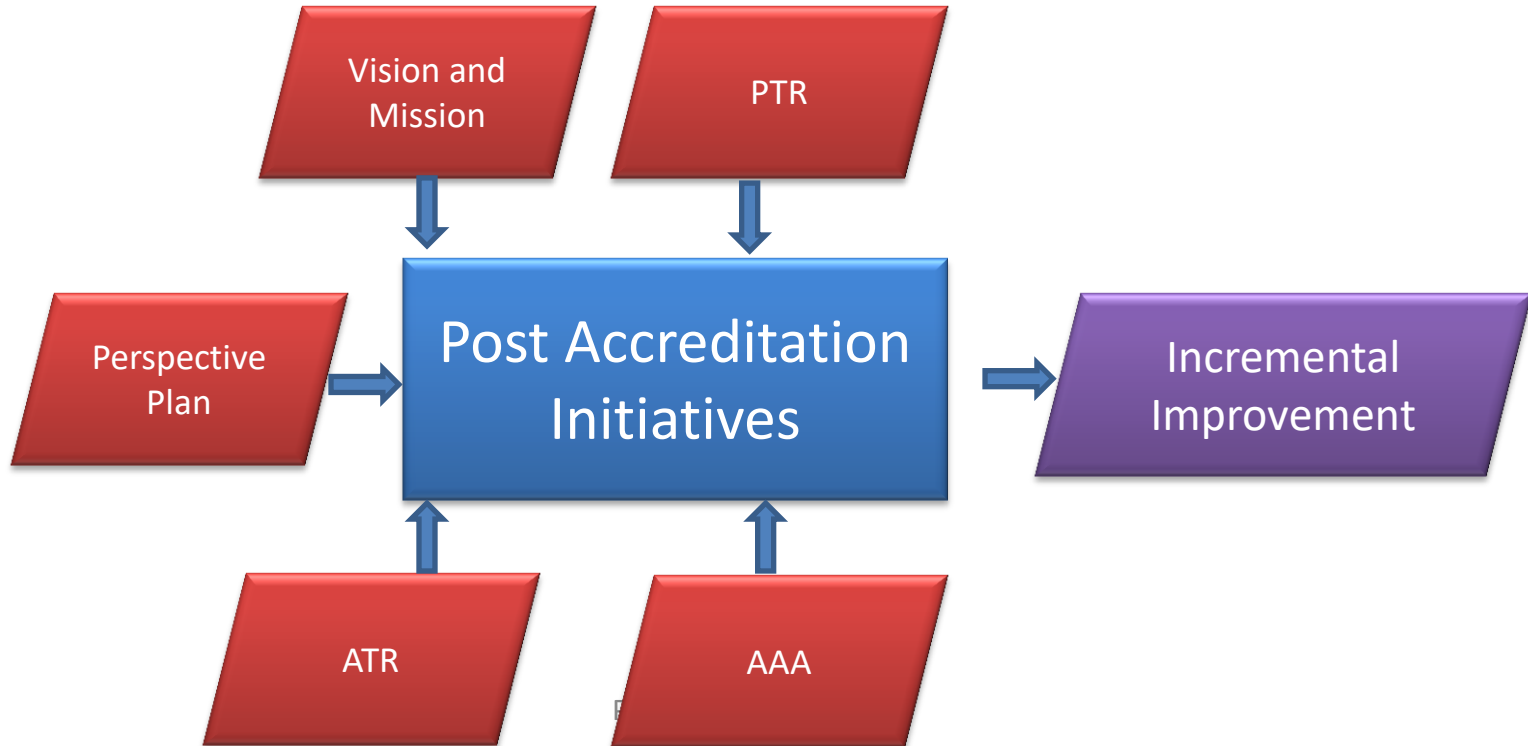 Vision and
Mission
PTR
Perspective
Plan
Post Accreditation
Initiatives
Incremental
Improvement
ATR
AAA